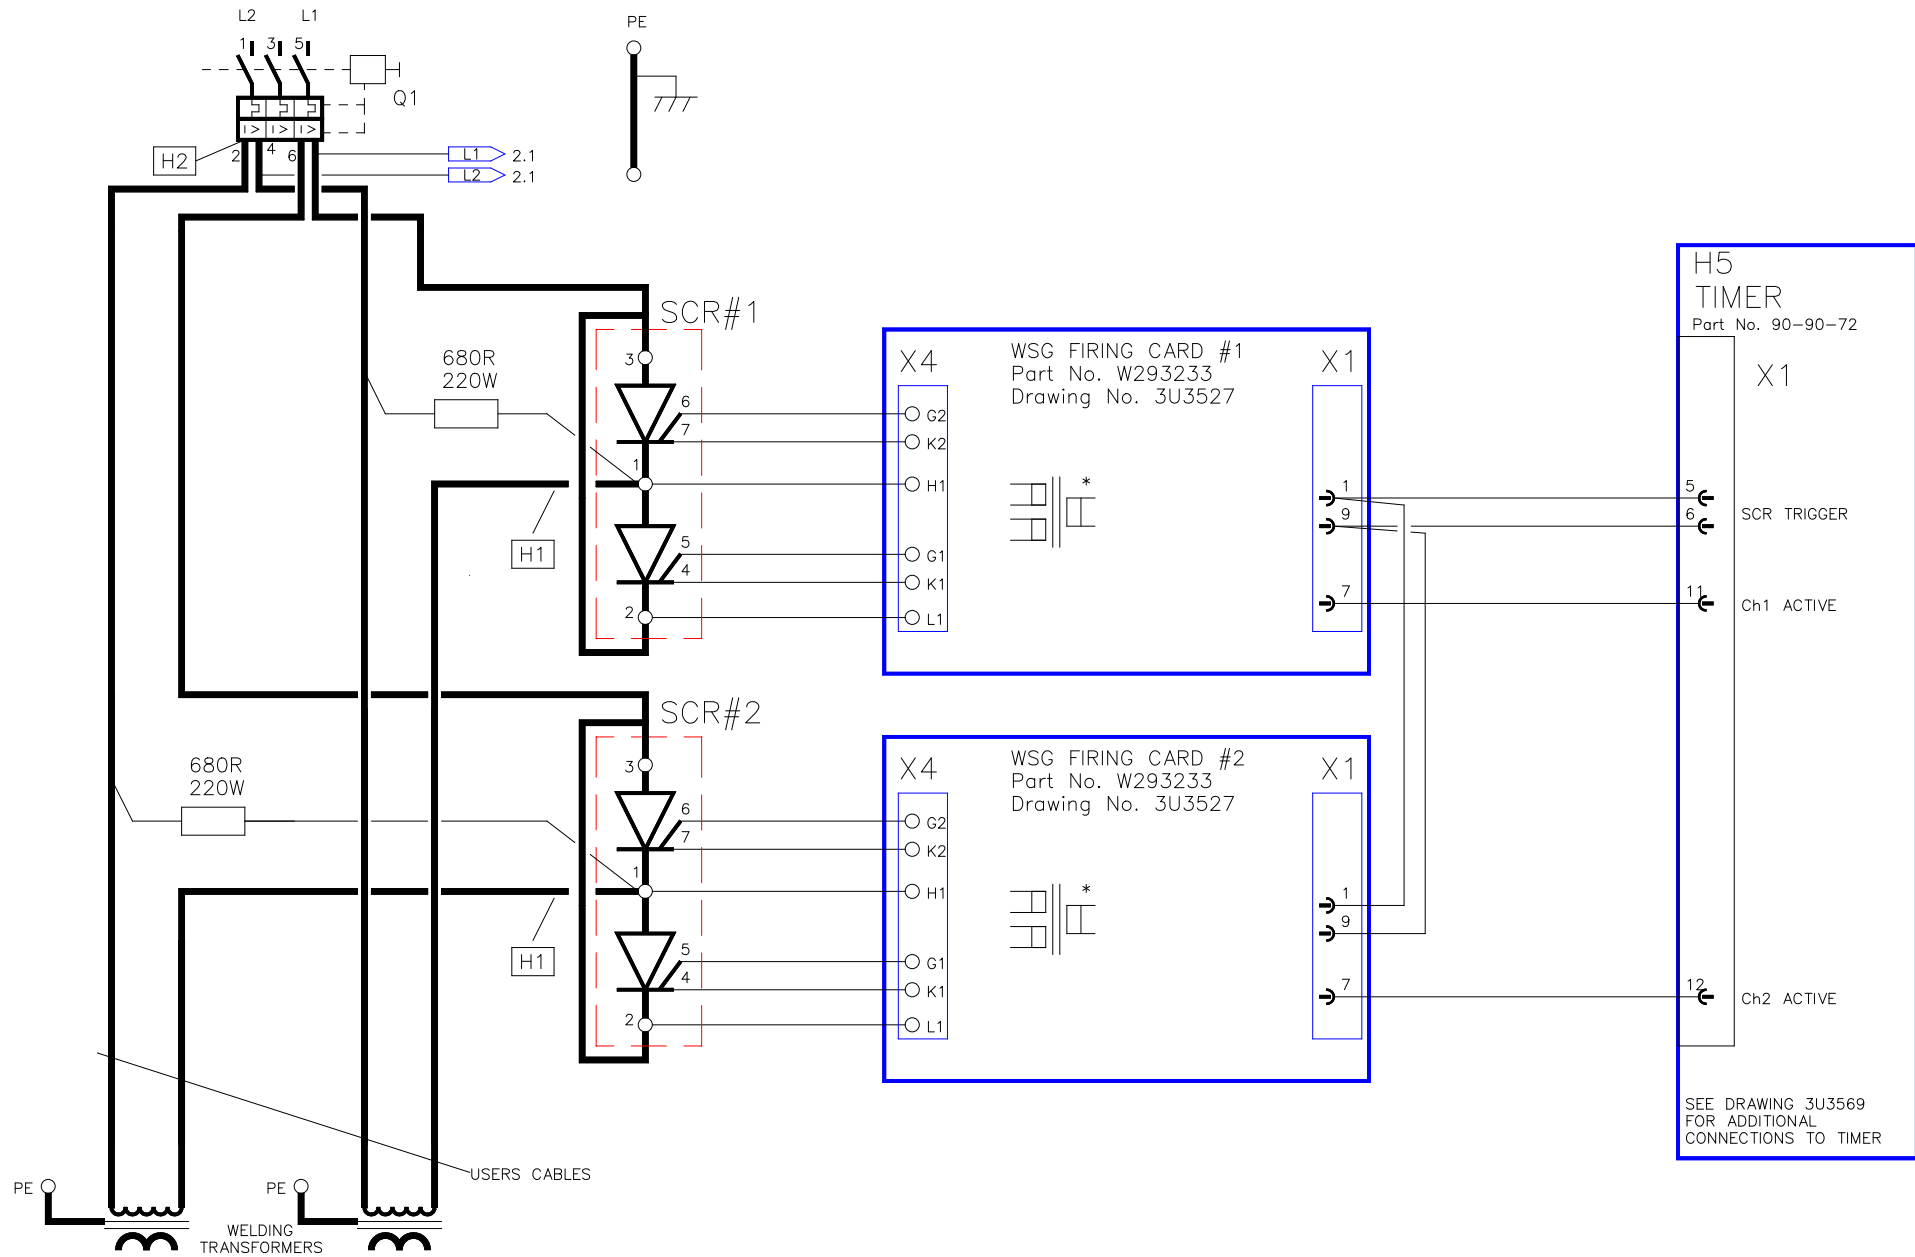 L2 L1
1 3 5
Q1
I> I> I>
H2
2 4 6
L1 2.1
L2 2.1
PE
SCR#1
680R
220W
3
6
7
1
5
4
2
H1
X4
WSG FIRING CARD #1
Part No. W293233
Drawing No. 3U3527
X1
G2
K2
H1
G1
K1
L1
*
1
9
7
H5
TIMER
Part No. 90-90-72
X1
5
6
SCR TRIGGER
11
Ch1 ACTIVE
12
Ch2 ACTIVE
SEE DRAWING 3U3569
FOR ADDITIONAL
CONNECTIONS TO TIMER
SCR#2
680R
220W
3
6
7
1
5
4
2
H1
X4
WSG FIRING CARD #2
Part No. W293233
Drawing No. 3U3527
X1
G2
K2
H1
G1
K1
L1
*
1
9
7
USERS CABLES
PE
PE
WELDING
TRANSFORMERS